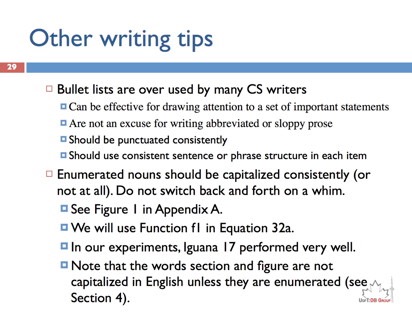 Other writing tips
29
Bullet lists are over used by many CS writers
Can be effective for drawing attention to a set of important statements
Are not an excuse for writing abbreviated or sloppy prose
Should be punctuated consistently
Should use consistent sentence or phrase structure in each item
Enumerated nouns should be capitalized consistently (or
not at all). Do not switch back and forth on a whim.
See Figure 1 in Appendix A.
We will use Function f1 in Equation 32a.
In our experiments, Iguana 17 performed very well.
Note that the words section and figure are not
capitalized in English unless they are enumerated (see
Section 4).
DB Group